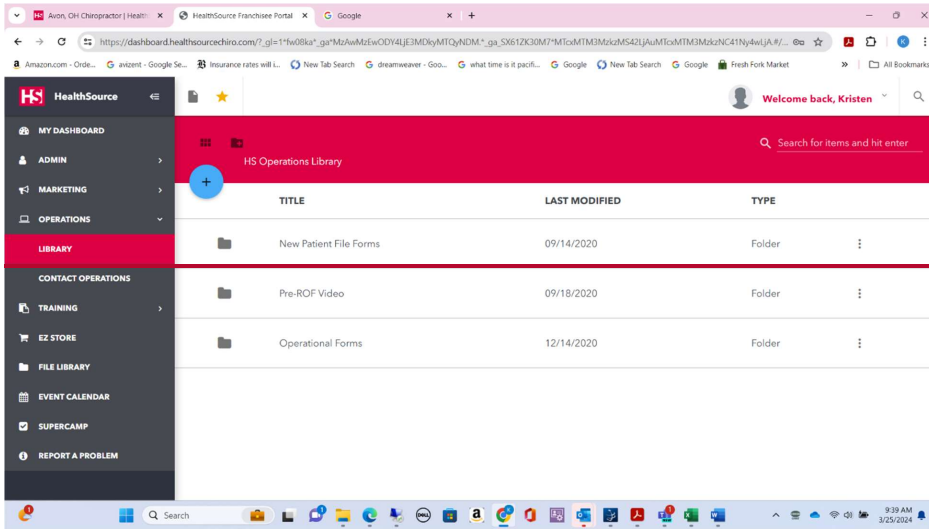 Avon, OH Chiropractor | Health
HealthSource Franchisee Portal
Google
https://dashboard.healthsourcechiro.com/?_gl=1*fw08ka*_ga*MzAwMzEwODY4LjE3MDkyMTQyNDM.*_ga_SX61ZK30M7*MTcxMTM3MzkzMS42LjAuMTcxMTM3MzkzNC41Ny4wLjA.#/...
K
Amazon.com - Orde...
avizent - Google Se...
Insurance rates will i...
New Tab Search
dreamweaver - Goo...
what time is it pacifi...
Google
New Tab Search
Google
Fresh Fork Market
All Bookmarks
HS HealthSource
Welcome back, Kristen
MY DASHBOARD
ADMIN
MARKETING
OPERATIONS
LIBRARY
CONTACT OPERATIONS
TRAINING
EZ STORE
FILE LIBRARY
EVENT CALENDAR
SUPERCAMP
REPORT A PROBLEM
Search for items and hit enter
HS Operations Library
TITLE LAST MODIFIED TYPE
New Patient File Forms 09/14/2020 Folder
Pre-ROF Video 09/18/2020 Folder
Operational Forms 12/14/2020 Folder
Search
9:39 AM
3/25/2024